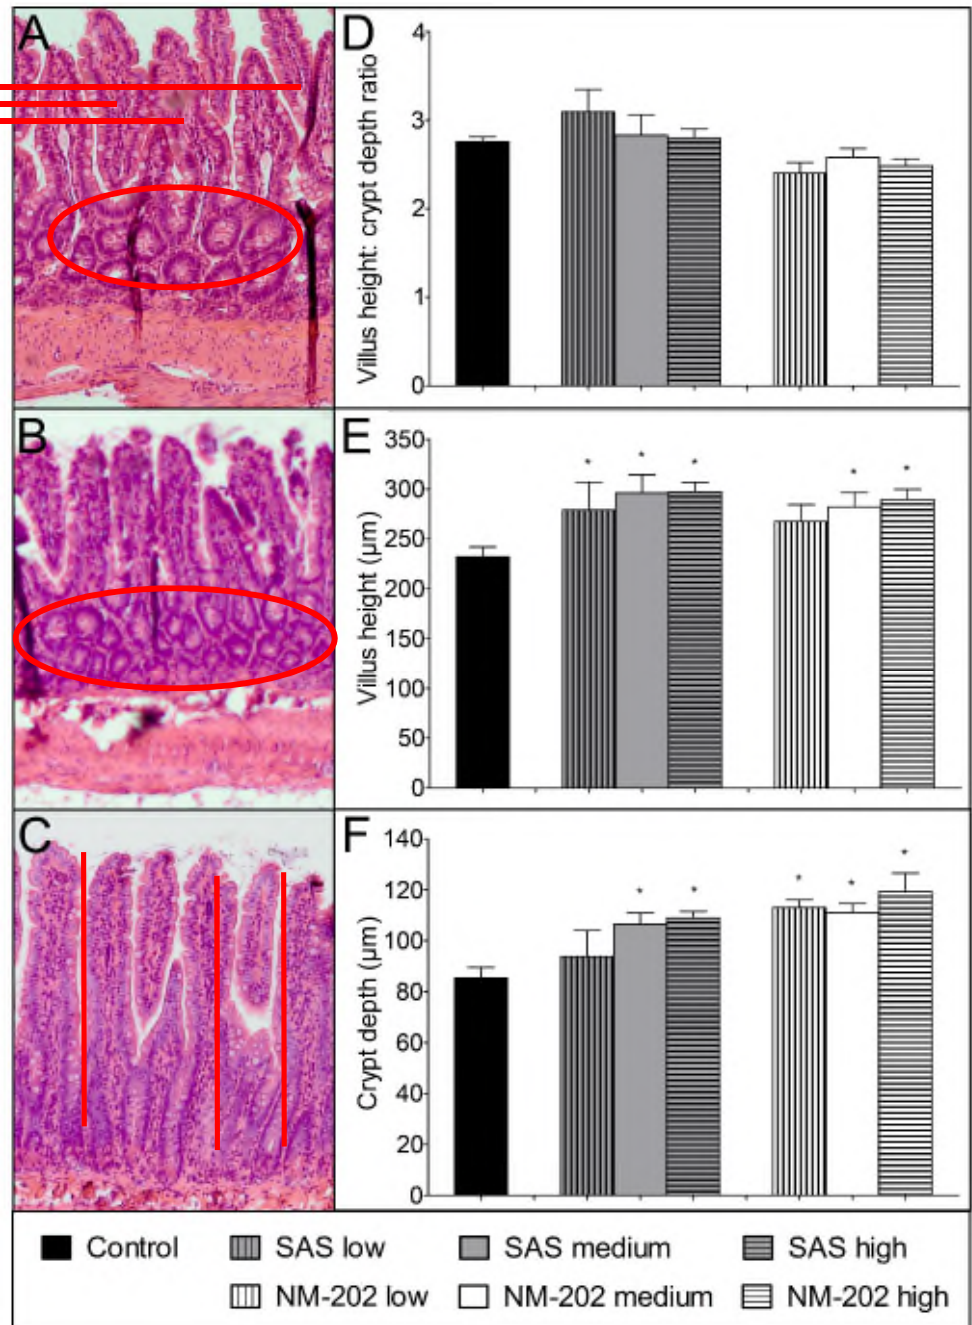 A
B
C
D
Villus height: crypt depth ratio
4
3
2
1
0
E
Villus height (µm)
350
300
250
200
150
100
50
0
* * * * *
F
Crypt depth (µm)
140
120
100
80
60
40
20
0
* * * * *
Control SAS low SAS medium SAS high
NM-202 low NM-202 medium NM-202 high